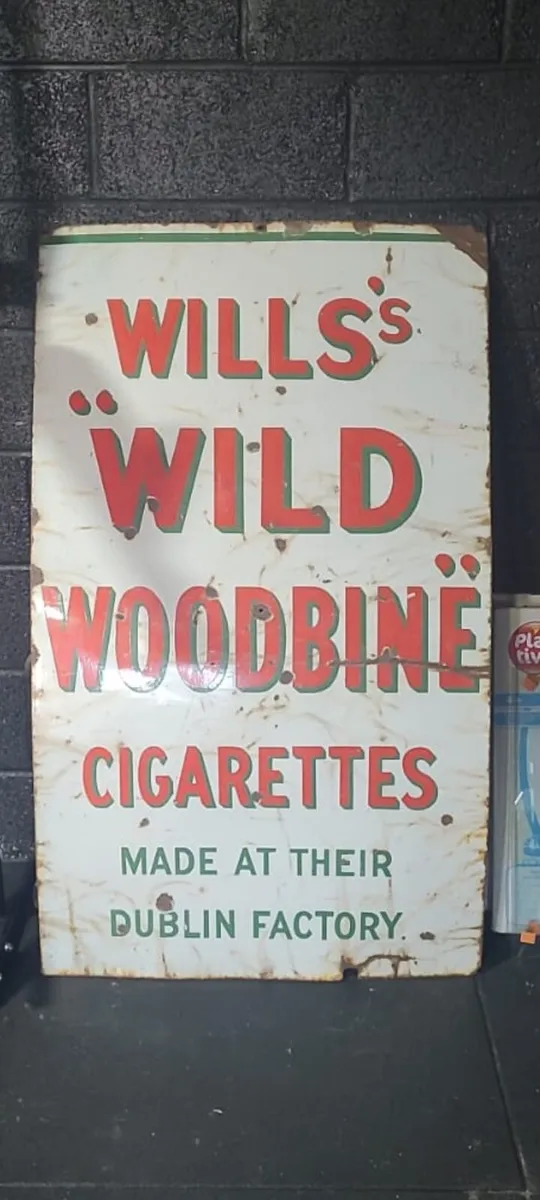 WILLS's
"WILD
WOODBINE"
CIGARETTES
MADE AT THEIR
DUBLIN FACTORY.